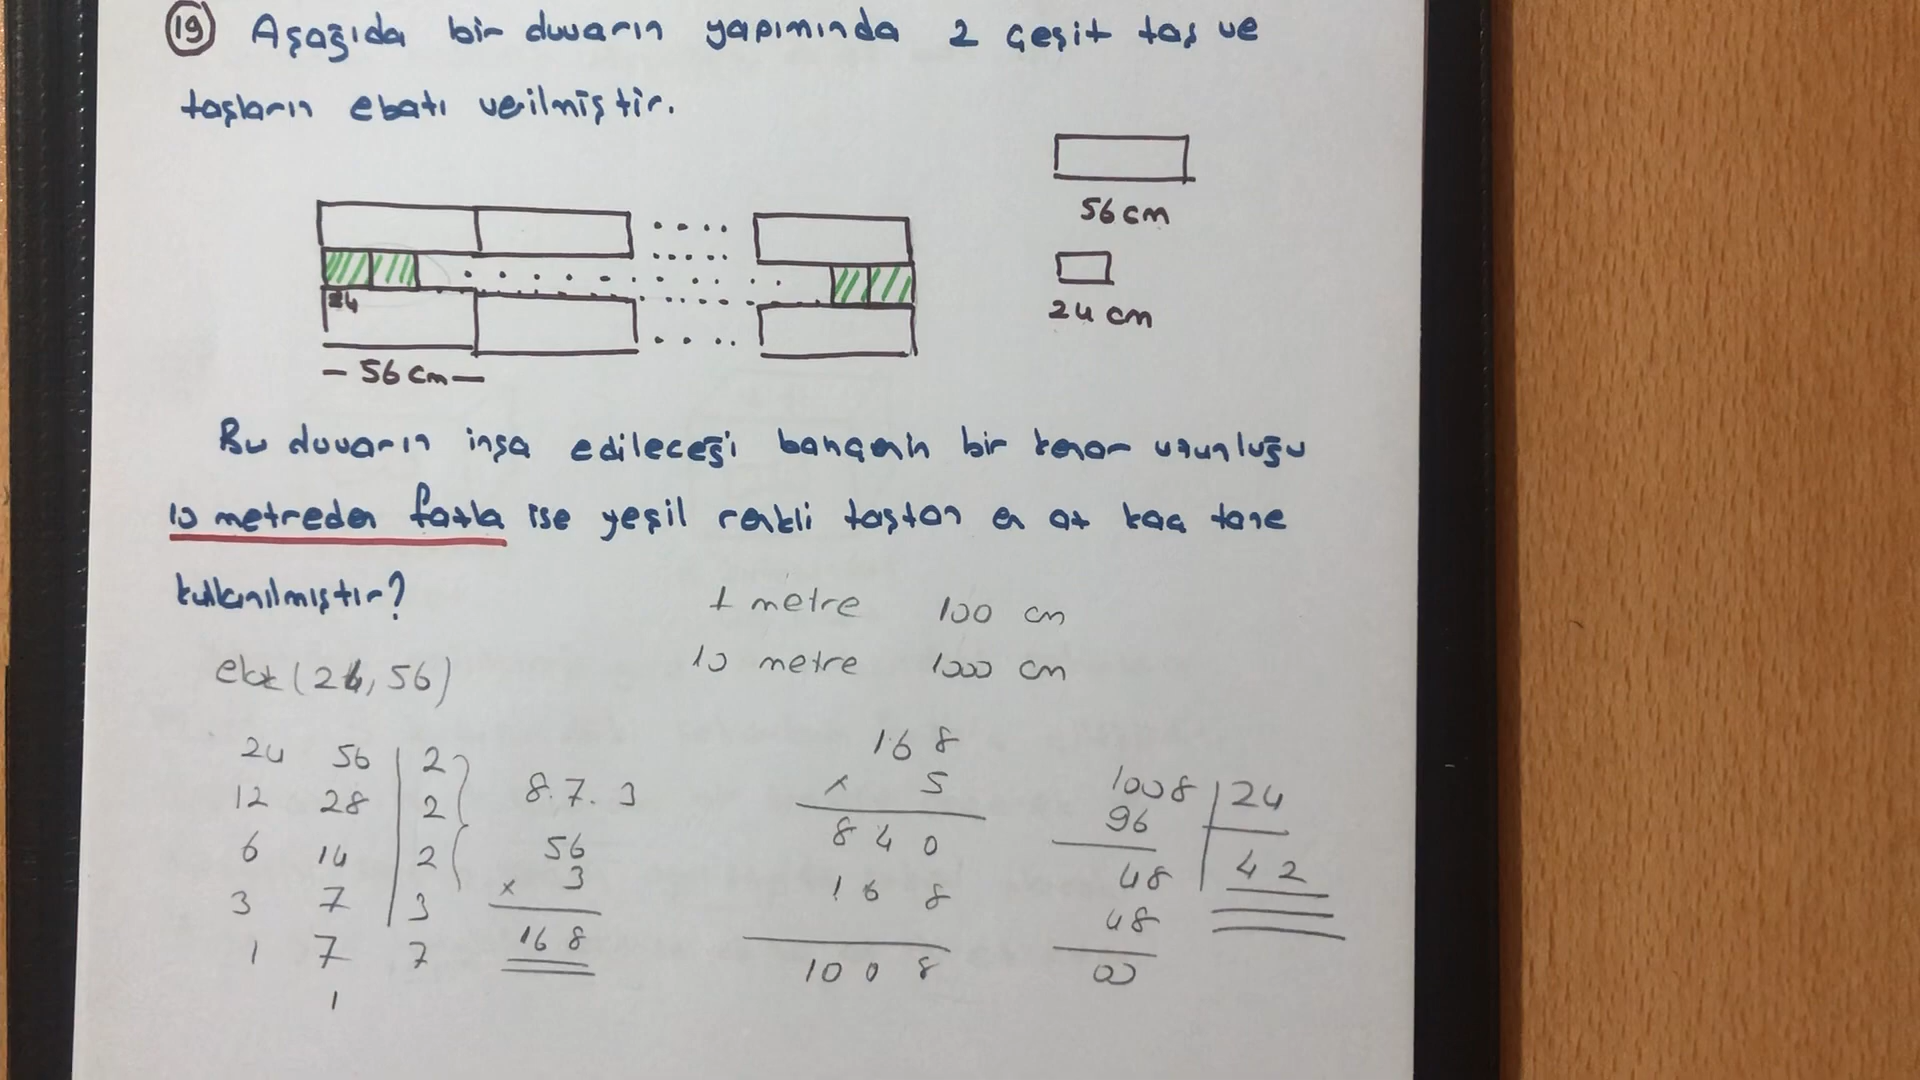 19 Aşağıda bir duvarın yapımında 2 çeşit taş ve
taşların ebatı verilmiştir.
56 cm
24 cm
24
- 56 cm -
Bu duvarın inşa edileceği bahçenin bir kenar uzunluğu
10 metreden fazla ise yeşil renkli taştan en az kaç tane
kullanılmıştır?
1 metre 100 cm
10 metre 1000 cm
ekok(24, 56)
24 56 | 2
12 28 | 2
6 14 | 2
3 7 | 3
1 7 7
1
8.7.3
56
x 3
168
168
x 5
840
168
1008
1008 | 24
96
42
48
48
00